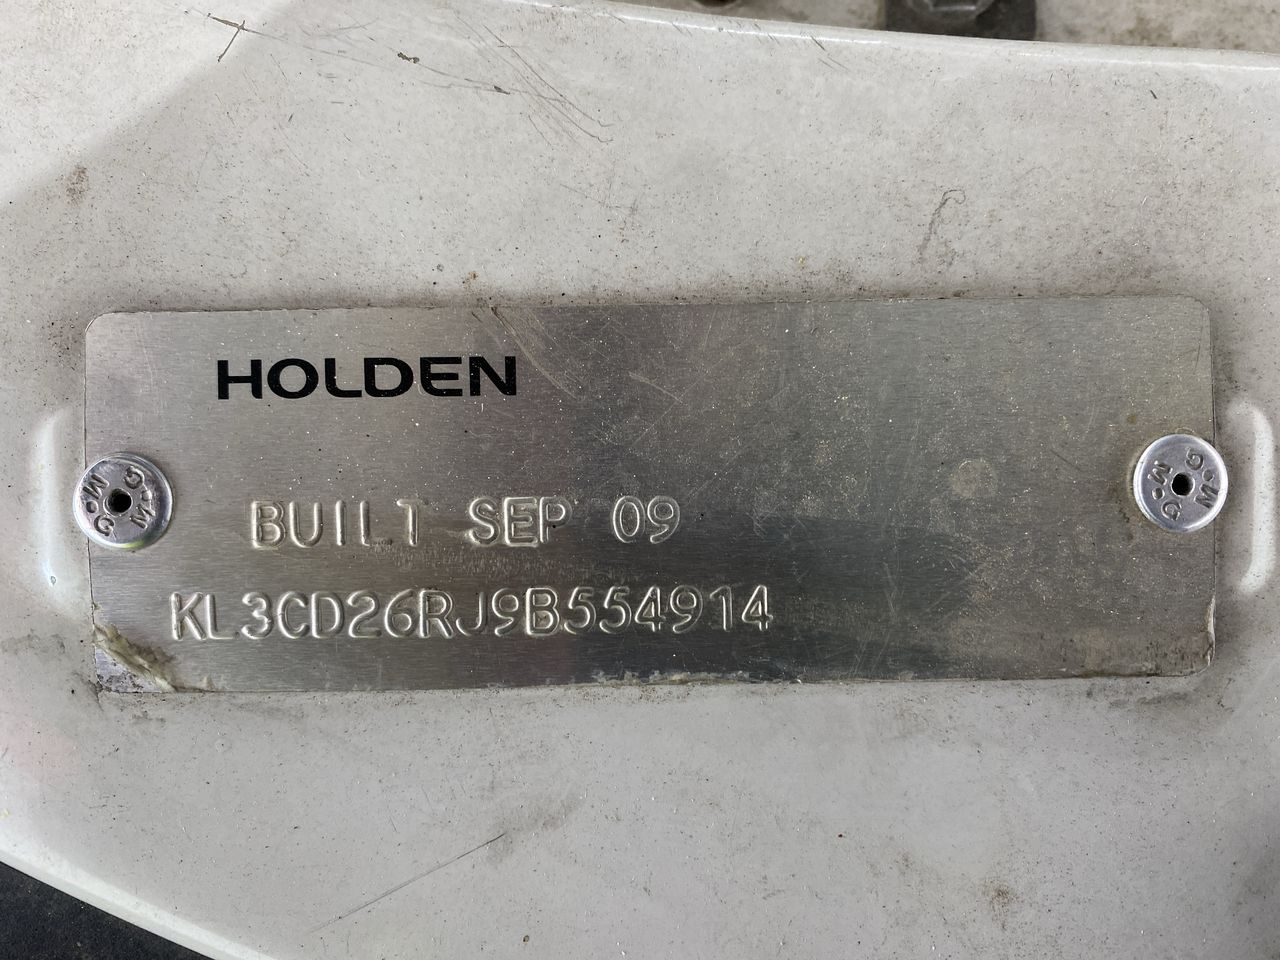 HOLDEN
BUILT SEP 09
KL3CD26RJ9B554914
G•M•G•M
G•M•G•M